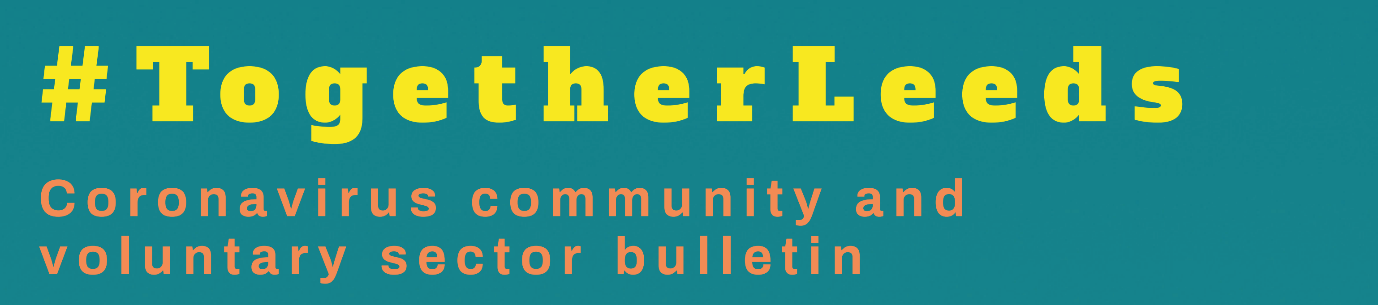 #TogetherLeeds
Coronavirus community and
voluntary sector bulletin